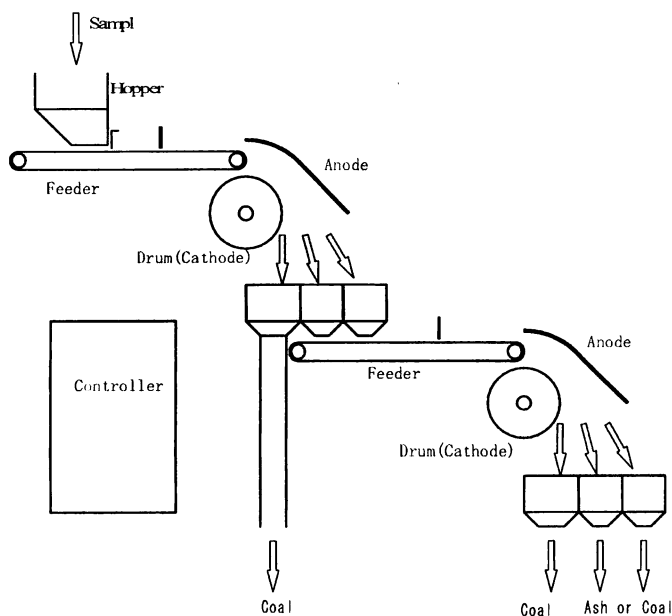 Sampl
Hopper
Feeder
Anode
Drum(Cathode)
Controller
Feeder
Anode
Drum(Cathode)
Coal
Coal
Ash or Coal